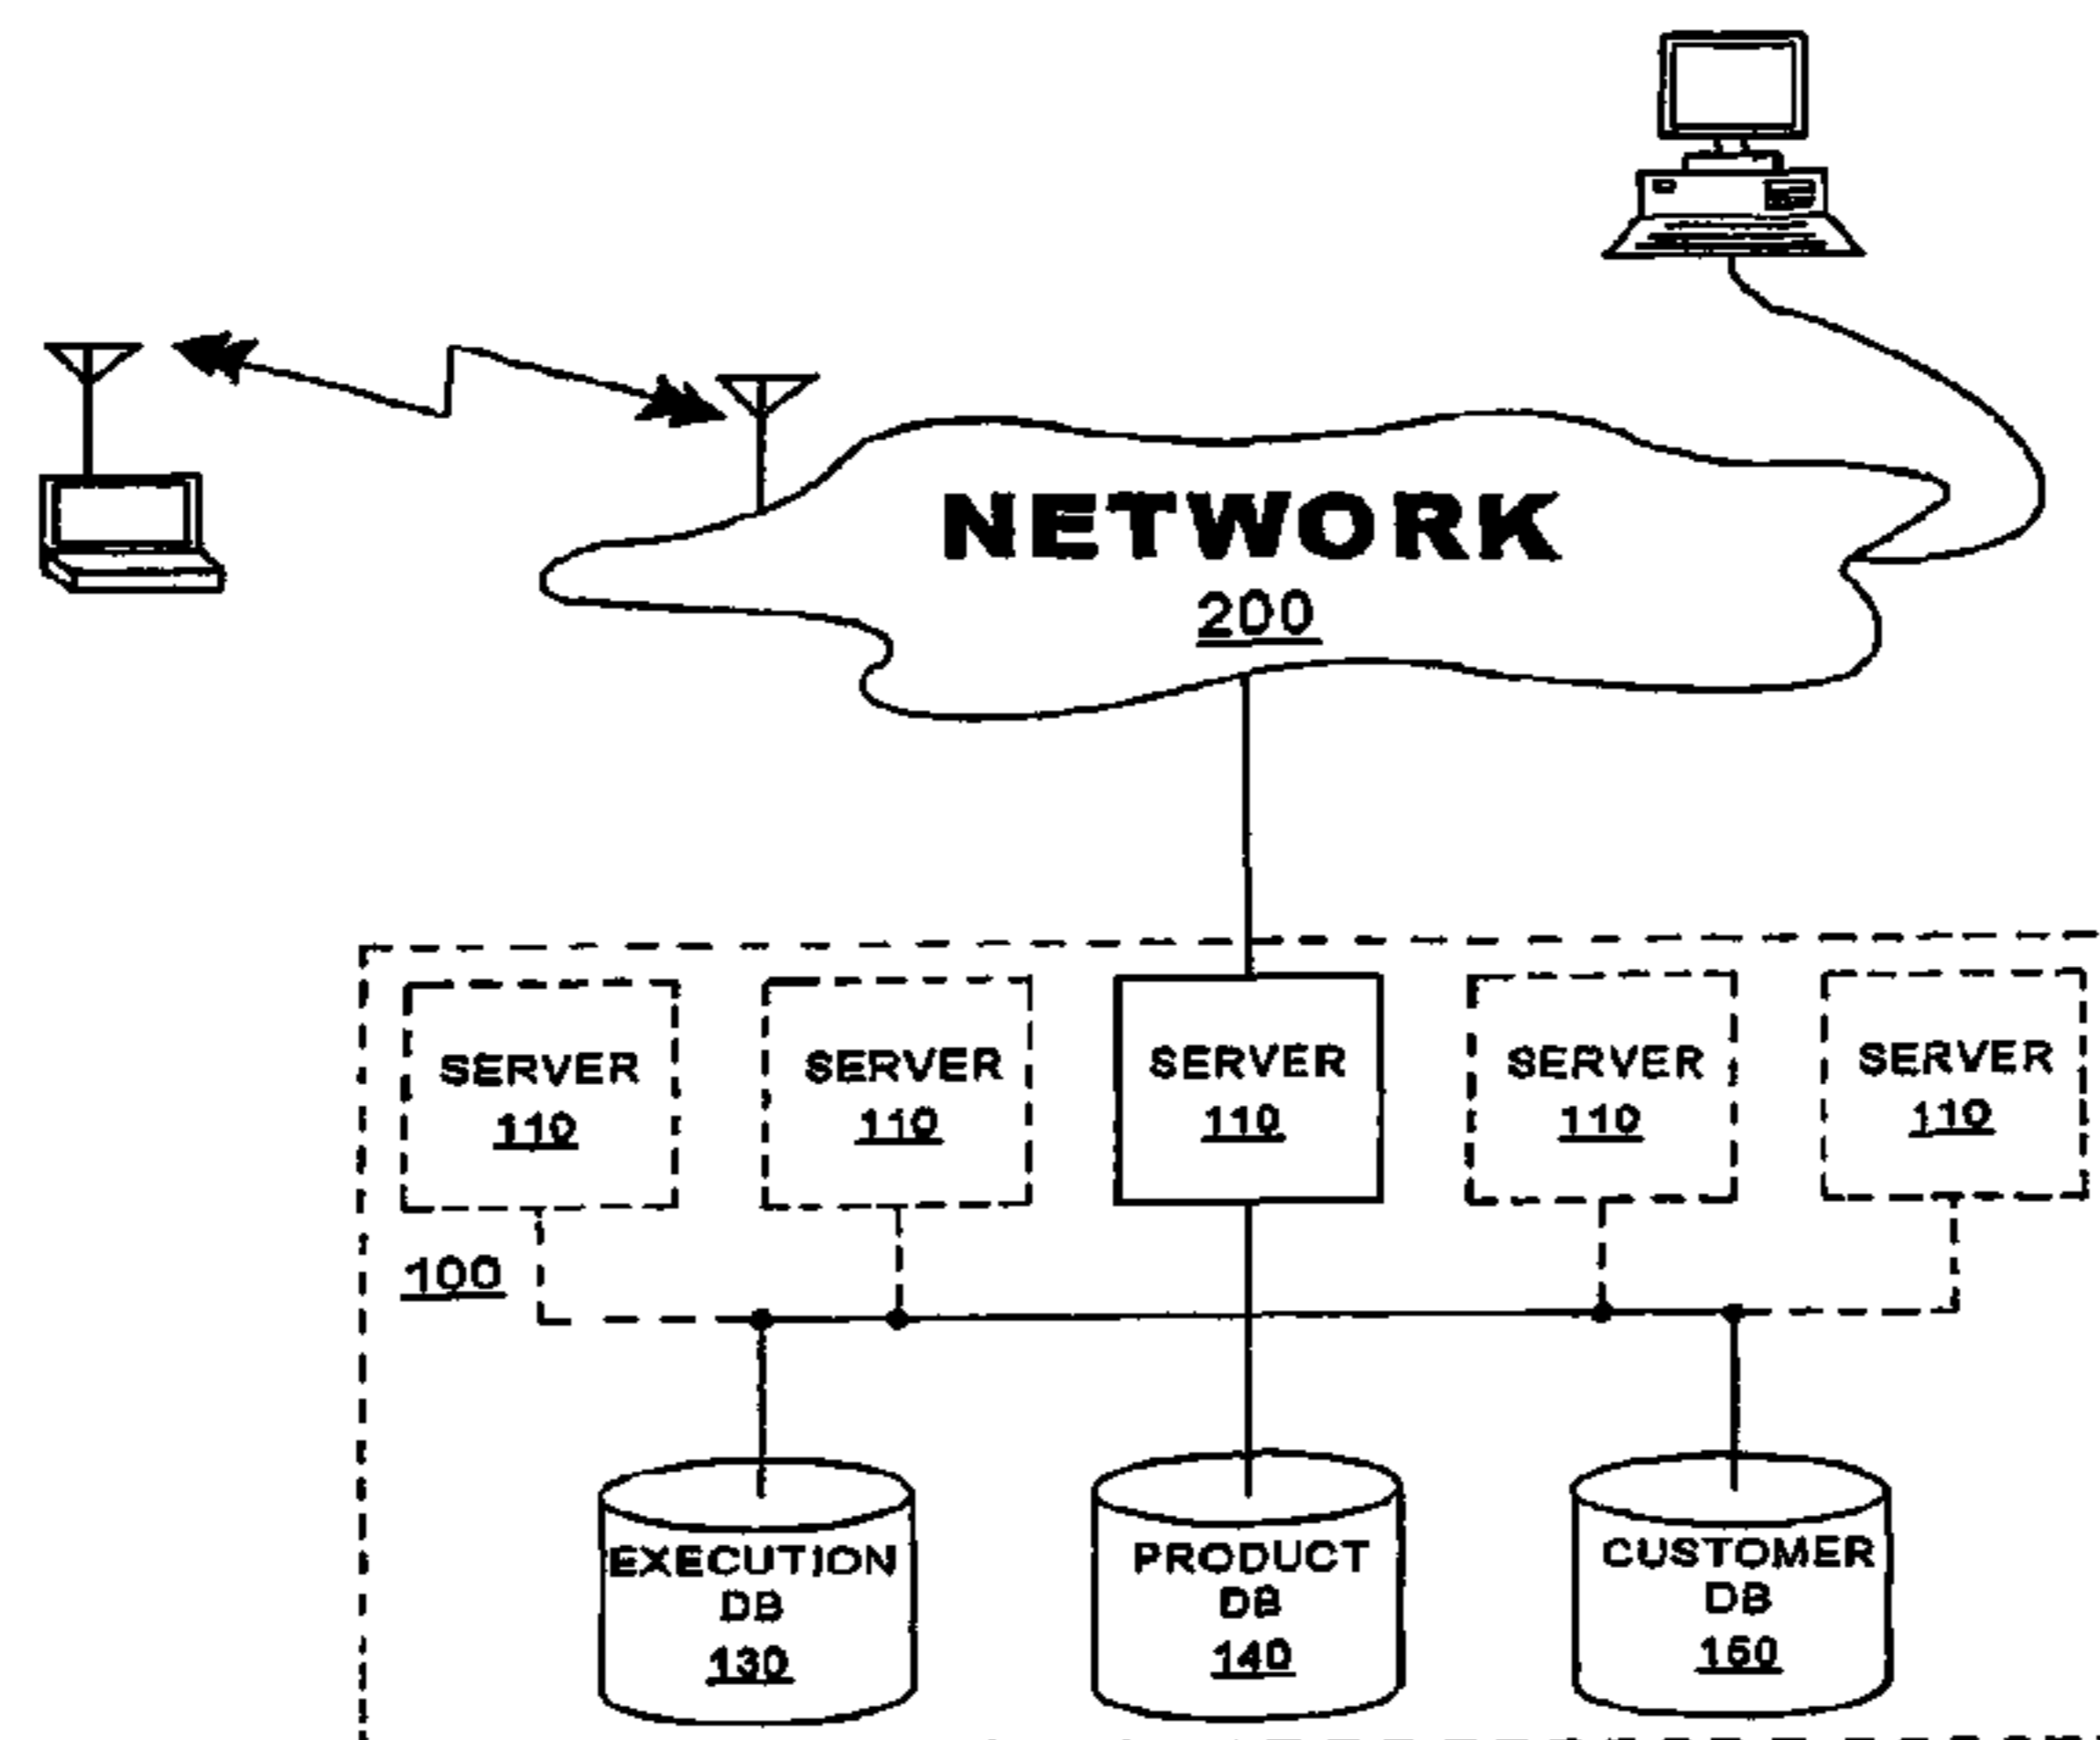 NETWORK
200
SERVER
110
SERVER
110
SERVER
110
SERVER
110
SERVER
110
100
EXECUTION
DB
130
PRODUCT
DB
140
CUSTOMER
DB
150